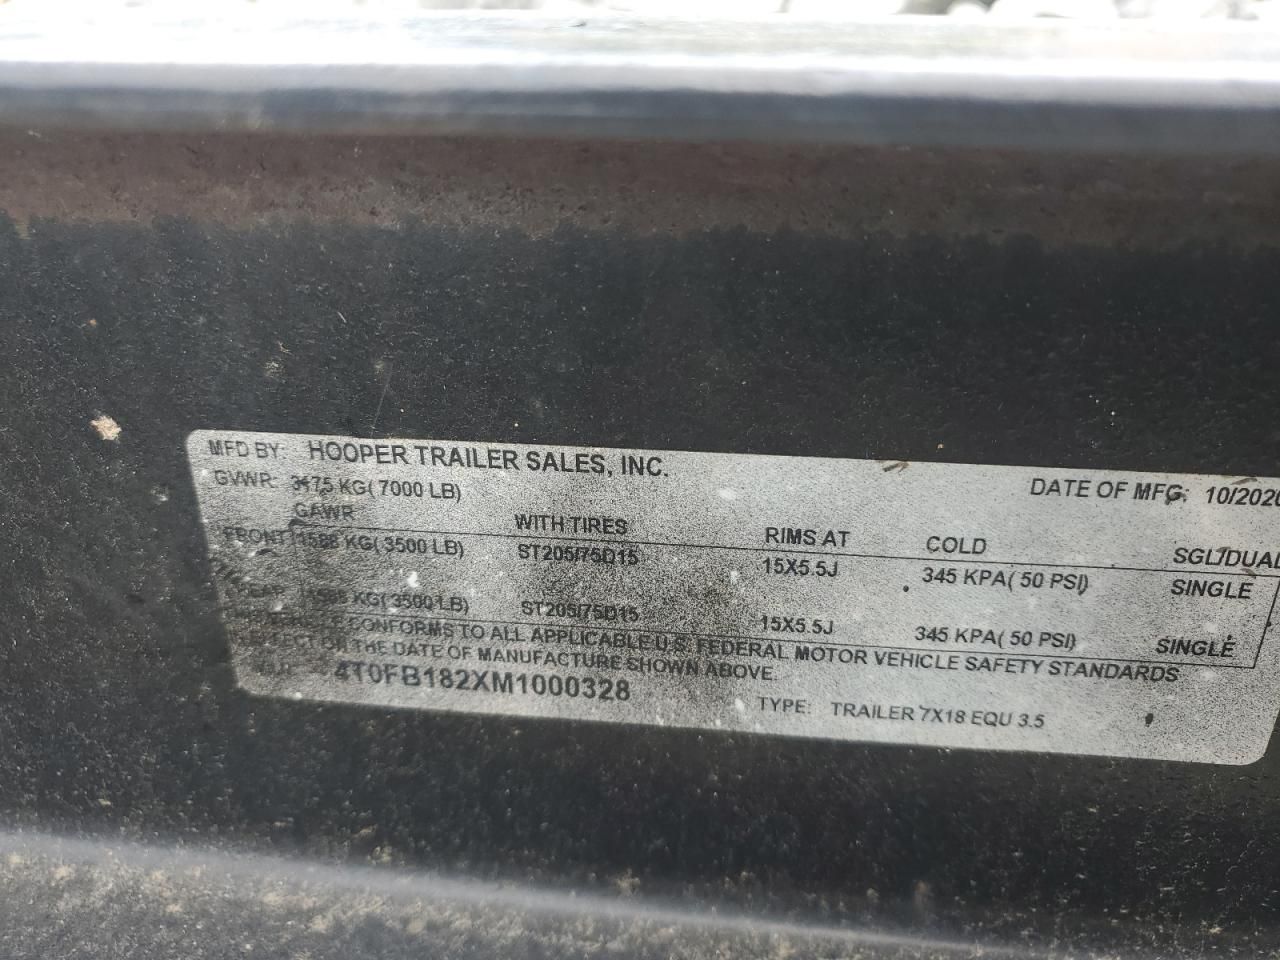 MFD BY: HOOPER TRAILER SALES, INC.
DATE OF MFG: 10/2020
GVWR: 3175 KG( 7000 LB)
GAWR WITH TIRES RIMS AT COLD SGL/DUAL
FRONT 1588 KG( 3500 LB) ST205/75D15 15X5.5J 345 KPA( 50 PSI) SINGLE
REAR 1588 KG( 3500 LB) ST205/75D15 15X5.5J 345 KPA( 50 PSI) SINGLE
CONFORMS TO ALL APPLICABLE U.S. FEDERAL MOTOR VEHICLE SAFETY STANDARDS
ON THE DATE OF MANUFACTURE SHOWN ABOVE.
4T0FB182XM1000328
TYPE: TRAILER 7X18 EQU 3.5